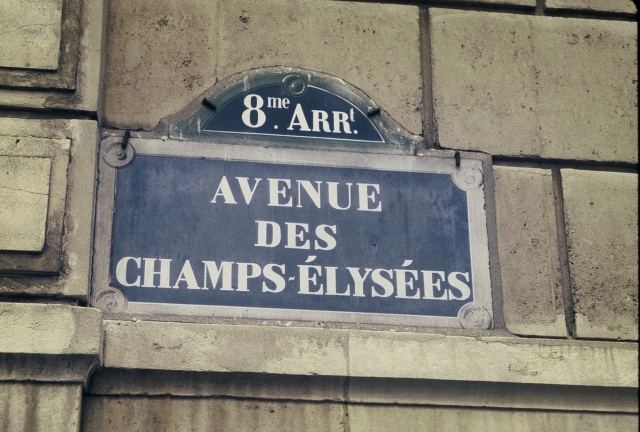 8me. ARRt.
AVENUE
DES
CHAMPS-ÉLYSÉES